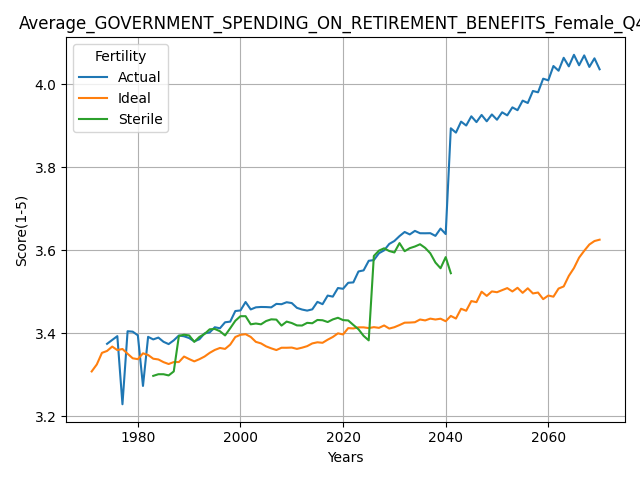 Average_GOVERNMENT_SPENDING_ON_RETIREMENT_BENEFITS_Female_Q4
Fertility
Actual
Ideal
Sterile
4.0
3.8
3.6
3.4
3.2
Score(1-5)
1980 2000 2020 2040 2060
Years